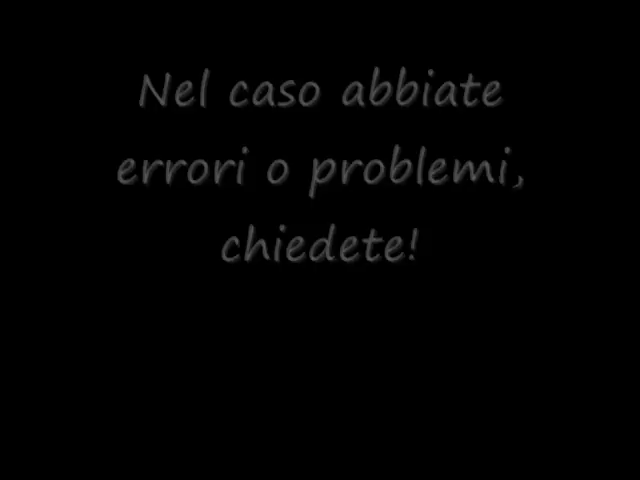 Nel caso abbiate
errori o problemi,
chiedete!